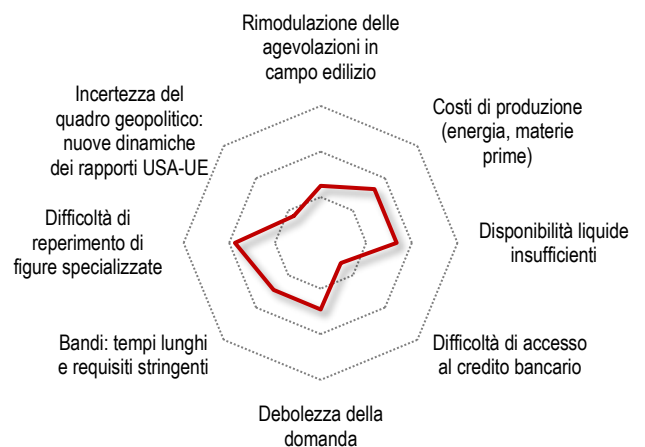 Rimodulazione delle
agevolazioni in
campo edilizio
Costi di produzione
(energia, materie
prime)
Disponibilità liquide
insufficienti
Difficoltà di accesso
al credito bancario
Debolezza della
domanda
Bandi: tempi lunghi
e requisiti stringenti
Difficoltà di
reperimento di
figure specializzate
Incertezza del
quadro geopolitico:
nuove dinamiche
dei rapporti USA-UE